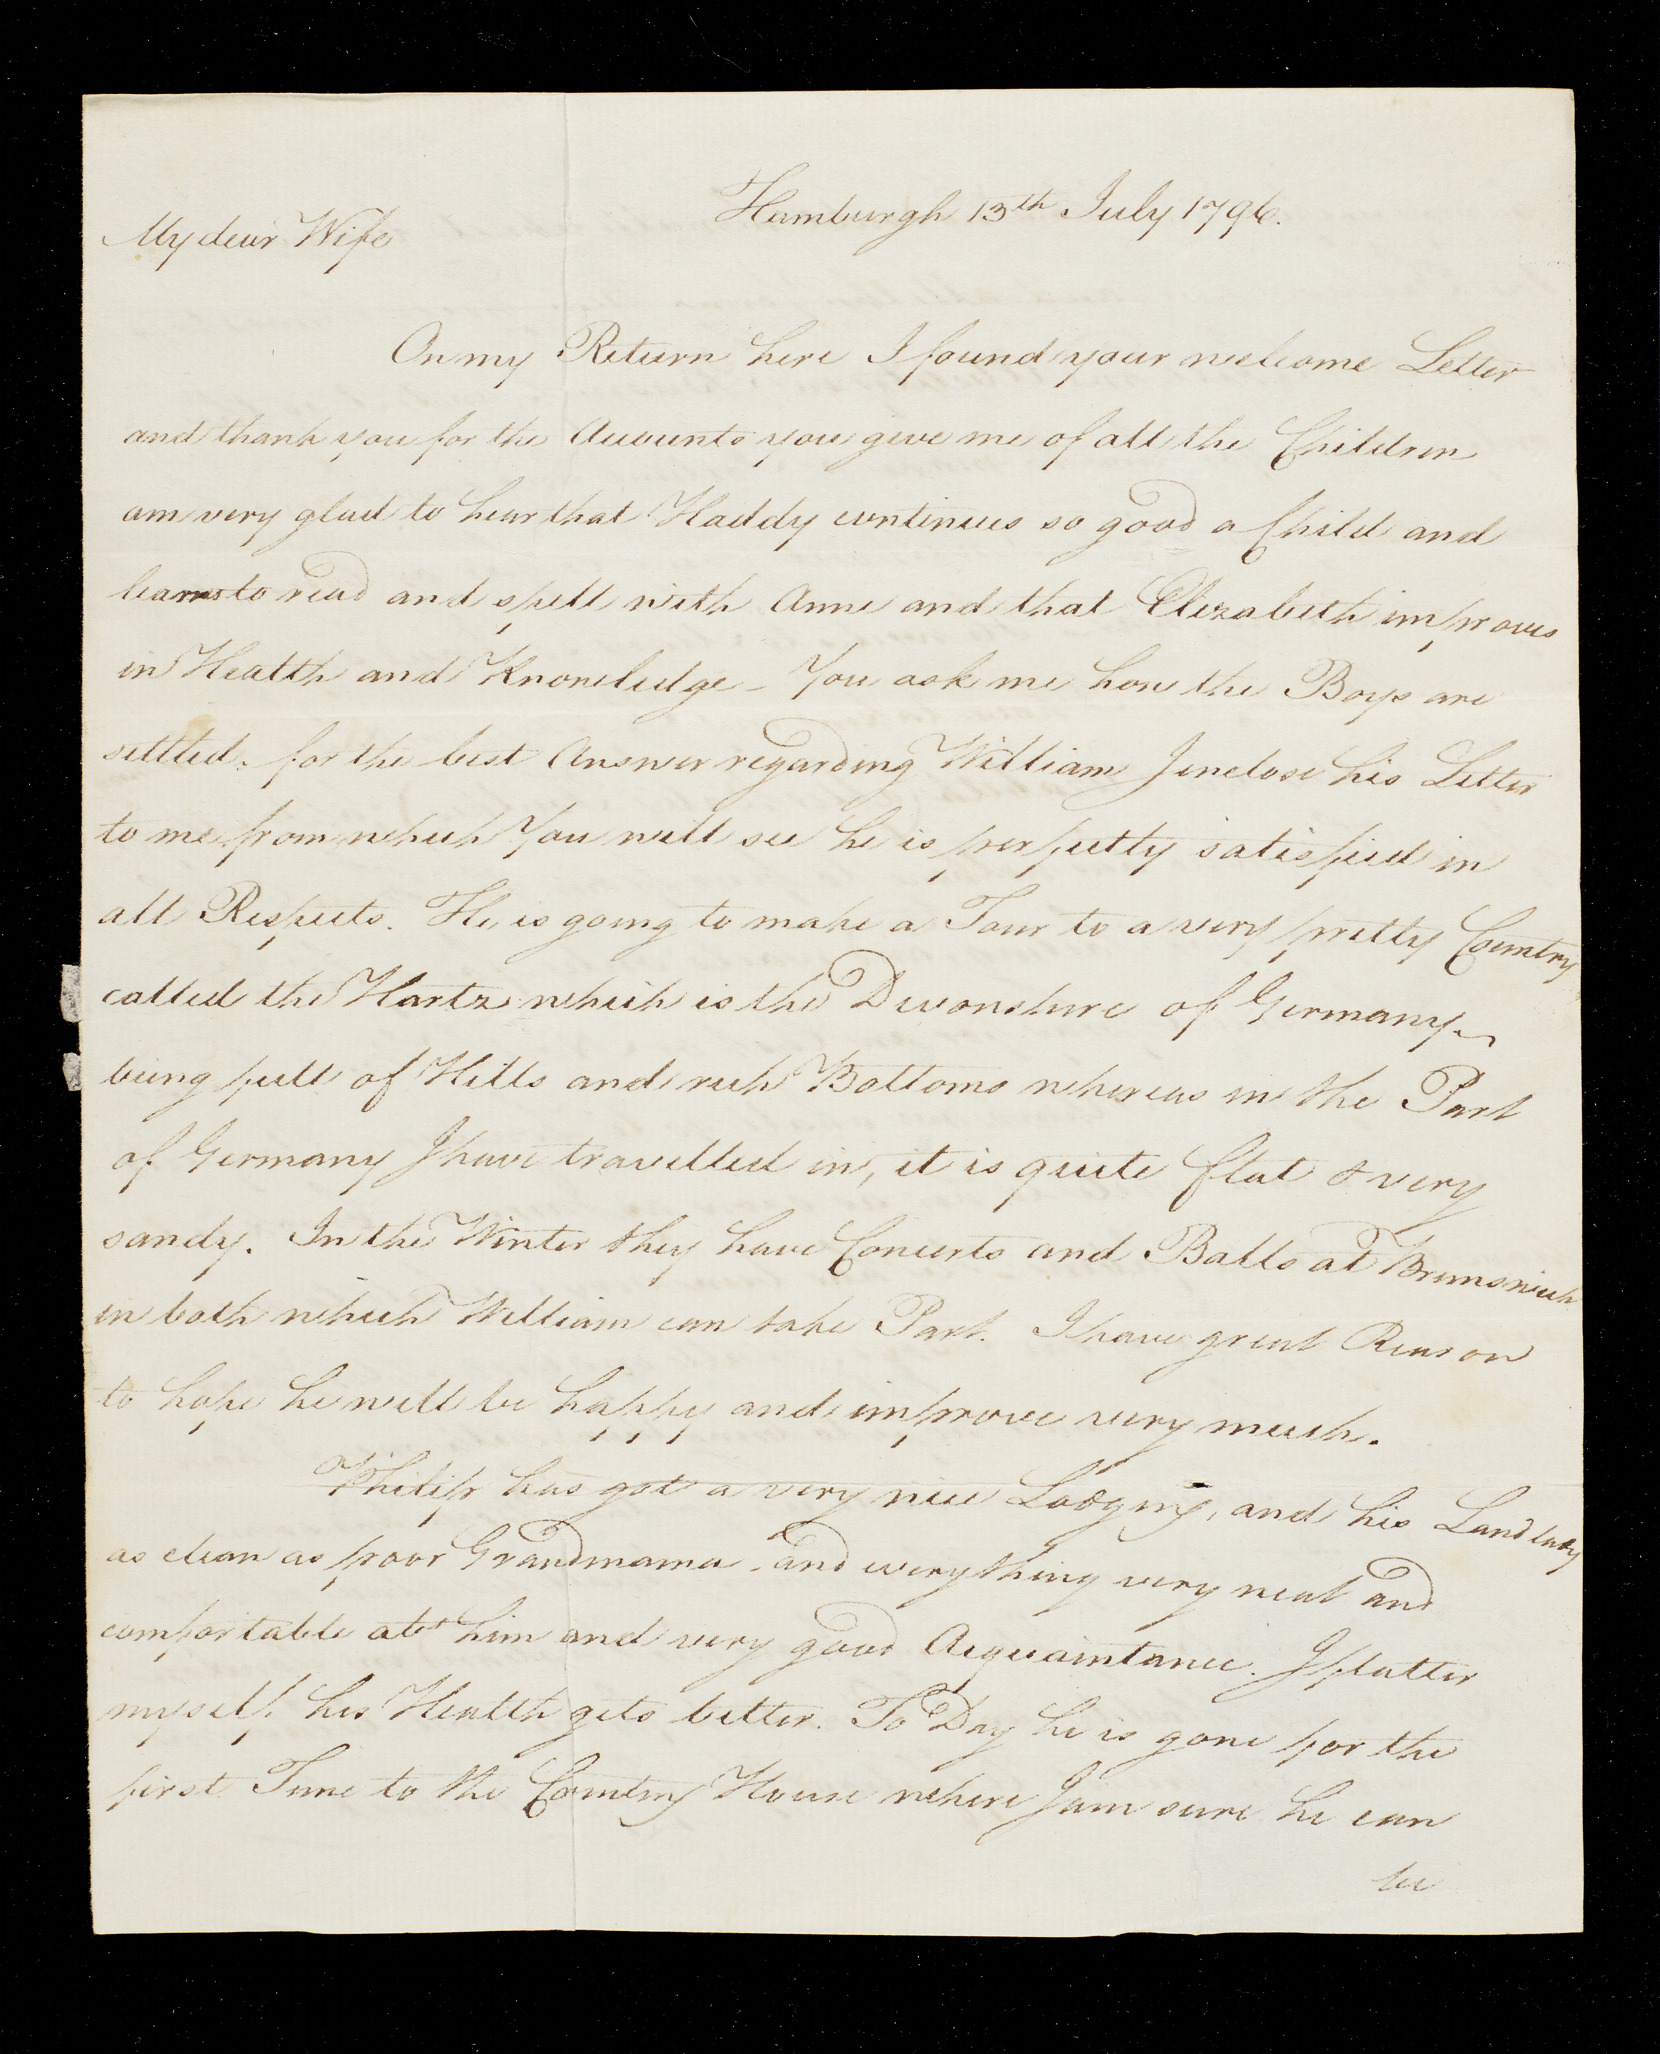 Hamburgh 13th July 1796.
My dear Wife
On my Return here I found your welcome Letter
and thank you for the Accounts you give me of all the Children
am very glad to hear that Haddy continues so good a Child and
learns to read and spell with Anne and that Elizabeth improves
in Health and Knowledge - You ask me how the Boys are
settled. for the best Answer regarding William I enclose his Letter
to me from which You will see he is perfectly satisfied in
all Respects. He is going to make a Tour to a very pretty Country
called the Hartz which is the Devonshire of Germany
being full of Hills and rich Bottoms whereas in the Part
of Germany I have travelled in, it is quite flat & very
sandy. In the Winter they have Concerts and Balls at Brunswich
in both which William can take Part. I have great Reason
to hope he will be happy and improve very much.
Philip has got a very nice Lodging, and his Landlady
as clean as poor Grandmama. and everything very neat and
comfortable abt him and very good Acquaintance. I flatter
myself his Health gets better. To Day he is gone for the
first Time to the Country House where I am sure he can
be